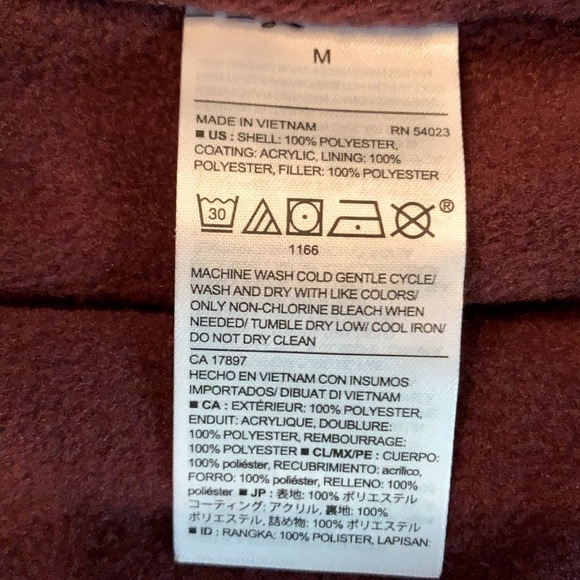 M
MADE IN VIETNAM RN 54023
■ US : SHELL: 100% POLYESTER,
COATING: ACRYLIC, LINING: 100%
POLYESTER, FILLER: 100% POLYESTER
30 ®
1166
MACHINE WASH COLD GENTLE CYCLE/
WASH AND DRY WITH LIKE COLORS/
ONLY NON-CHLORINE BLEACH WHEN
NEEDED/ TUMBLE DRY LOW/ COOL IRON/
DO NOT DRY CLEAN
CA 17897
HECHO EN VIETNAM CON INSUMOS
IMPORTADOS/ DIBUAT DI VIETNAM
■ CA : EXTÉRIEUR: 100% POLYESTER,
ENDUIT: ACRYLIQUE, DOUBLURE:
100% POLYESTER, REMBOURRAGE:
100% POLYESTER ■ CL/MX/PE : CUERPO:
100% poliéster, RECUBRIMIENTO: acrílico,
FORRO: 100% poliéster, RELLENO: 100%
poliéster ■ JP : 表地: 100% ポリエステル
コーティング: アクリル, 裏地: 100%
ポリエステル, 詰め物: 100% ポリエステル
■ ID : RANGKA: 100% POLISTER, LAPISAN: